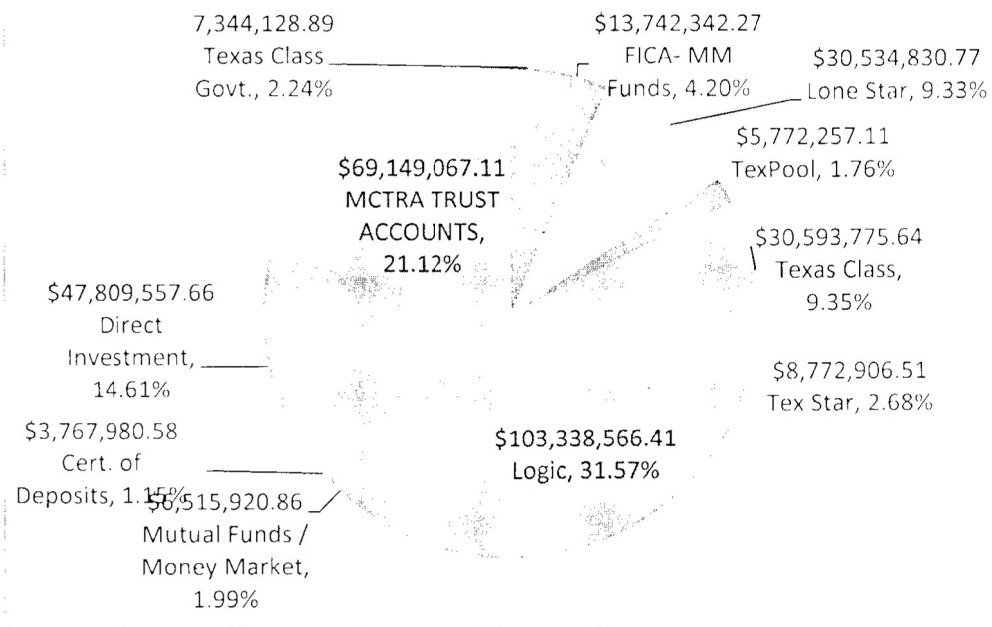 7,344,128.89
Texas Class
Govt., 2.24%
$13,742,342.27
FICA- MM
Funds, 4.20%
$30,534,830.77
Lone Star, 9.33%
$5,772,257.11
TexPool, 1.76%
$69,149,067.11
MCTRA TRUST
ACCOUNTS,
21.12%
$30,593,775.64
Texas Class,
9.35%
$47,809,557.66
Direct
Investment,
14.61%
$8,772,906.51
Tex Star, 2.68%
$103,338,566.41
Logic, 31.57%
$3,767,980.58
Cert. of
Deposits, 1.15%
$6,515,920.86
Mutual Funds /
Money Market,
1.99%